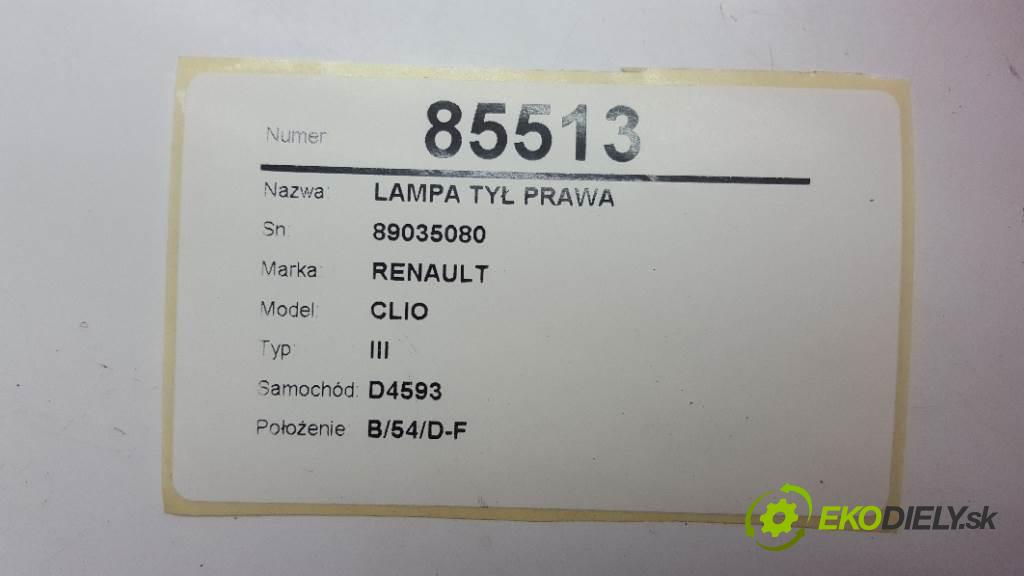 Numer 85513
Nazwa: LAMPA TYŁ PRAWA
Sn: 89035080
Marka: RENAULT
Model: CLIO
Typ: III
Samochód: D4593
Położenie B/54/D-F
EKODIELY.sk